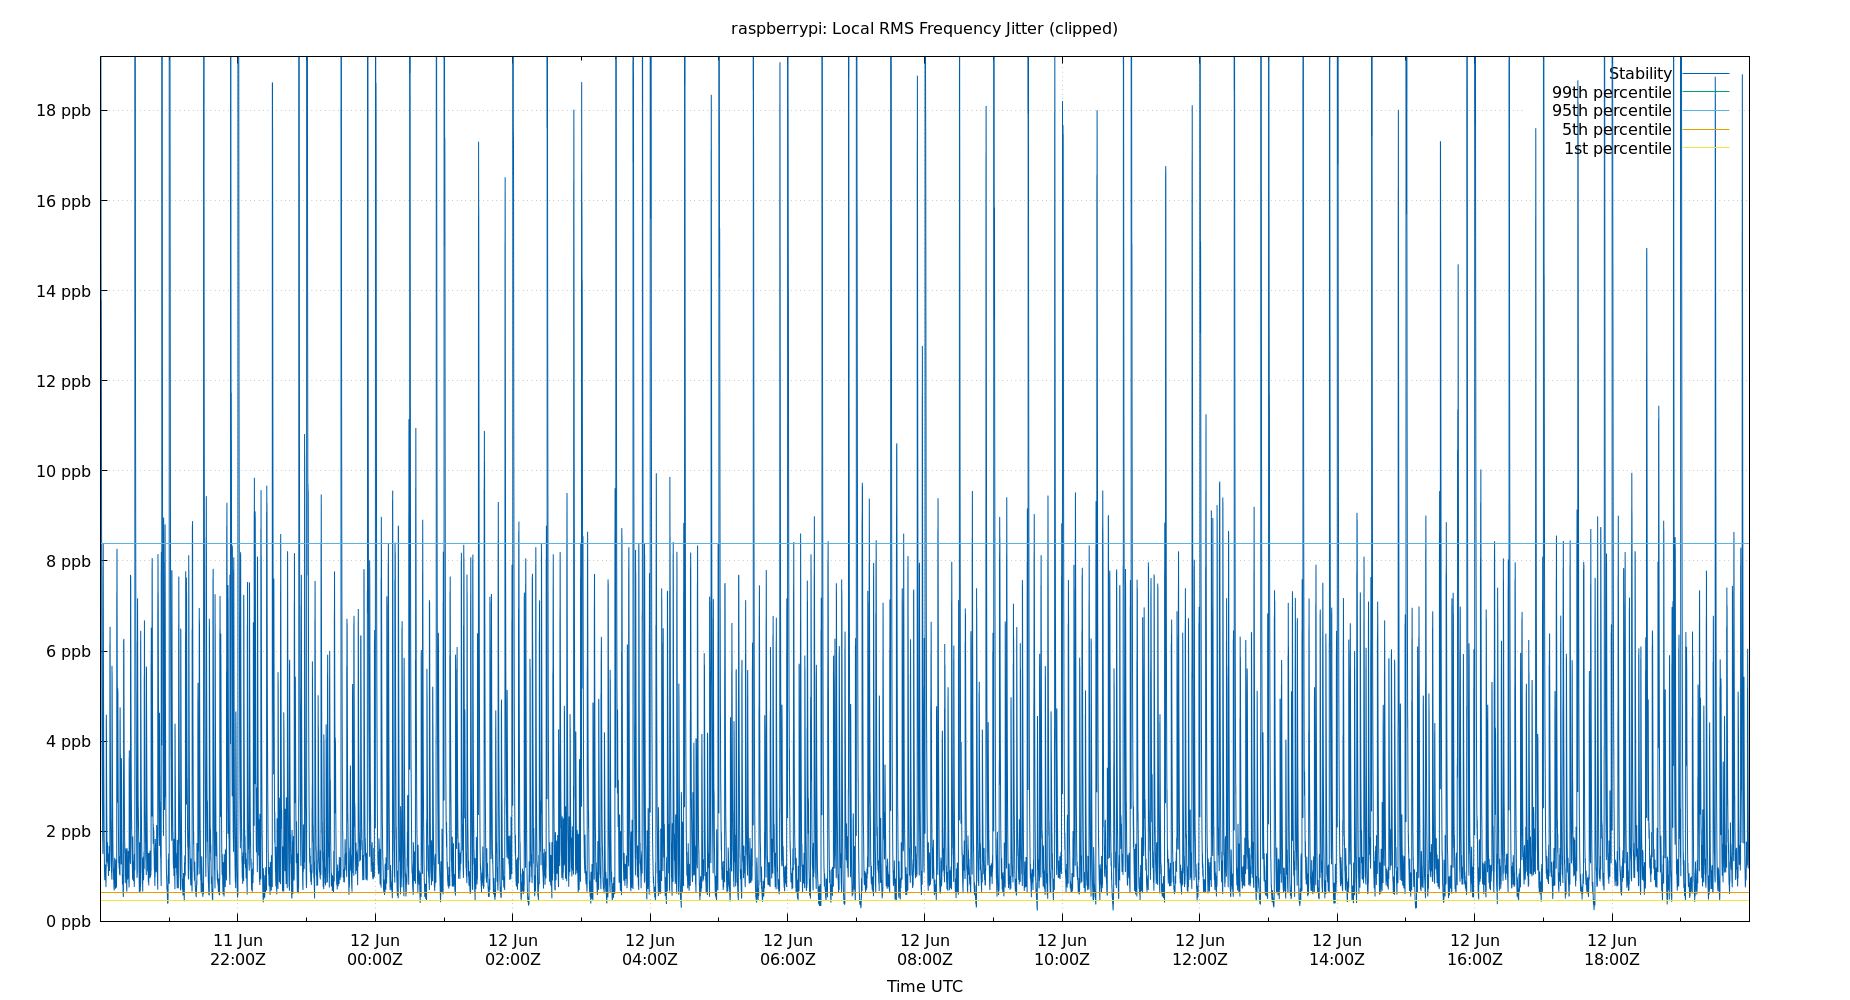 raspberrypi: Local RMS Frequency Jitter (clipped)
Stability
99th percentile
95th percentile
5th percentile
1st percentile
18 ppb
16 ppb
14 ppb
12 ppb
10 ppb
8 ppb
6 ppb
4 ppb
2 ppb
0 ppb
11 Jun 12 Jun 12 Jun 12 Jun 12 Jun 12 Jun 12 Jun 12 Jun 12 Jun 12 Jun 12 Jun
22:00Z 00:00Z 02:00Z 04:00Z 06:00Z 08:00Z 10:00Z 12:00Z 14:00Z 16:00Z 18:00Z
Time UTC